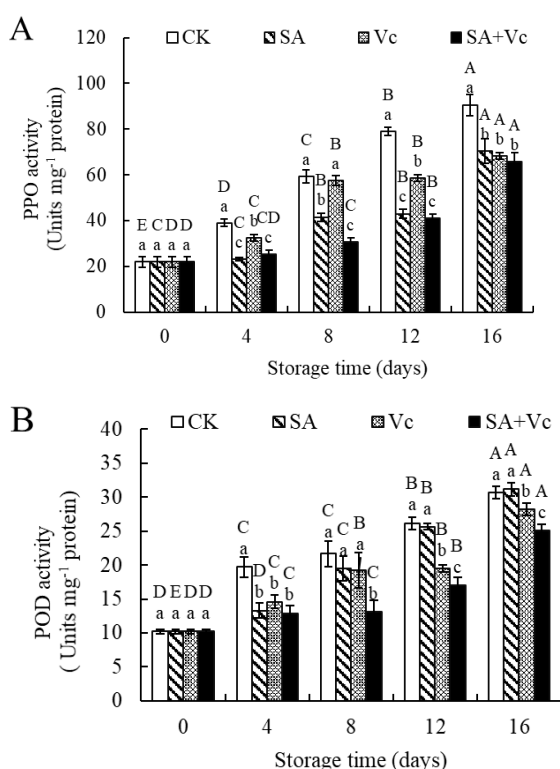 A
CK SA Vc SA+Vc
PPO activity
(Units mg-1 protein)
120
100
80
60
40
20
0
E C D D
a a a a
D C C CD
a c b c
C B B C
a b a c
B B B B
a c b c
A A A A
a b b b
0 4 8 12 16
Storage time (days)
B
CK SA Vc SA+Vc
POD activity
( Units mg-1 protein)
40
35
30
25
20
15
10
5
0
D E D D
a a a a
C D C C
a b b b
C C B C
a a a b
B B B B
a a b c
A A A A
a a b c
0 4 8 12 16
Storage time (days)